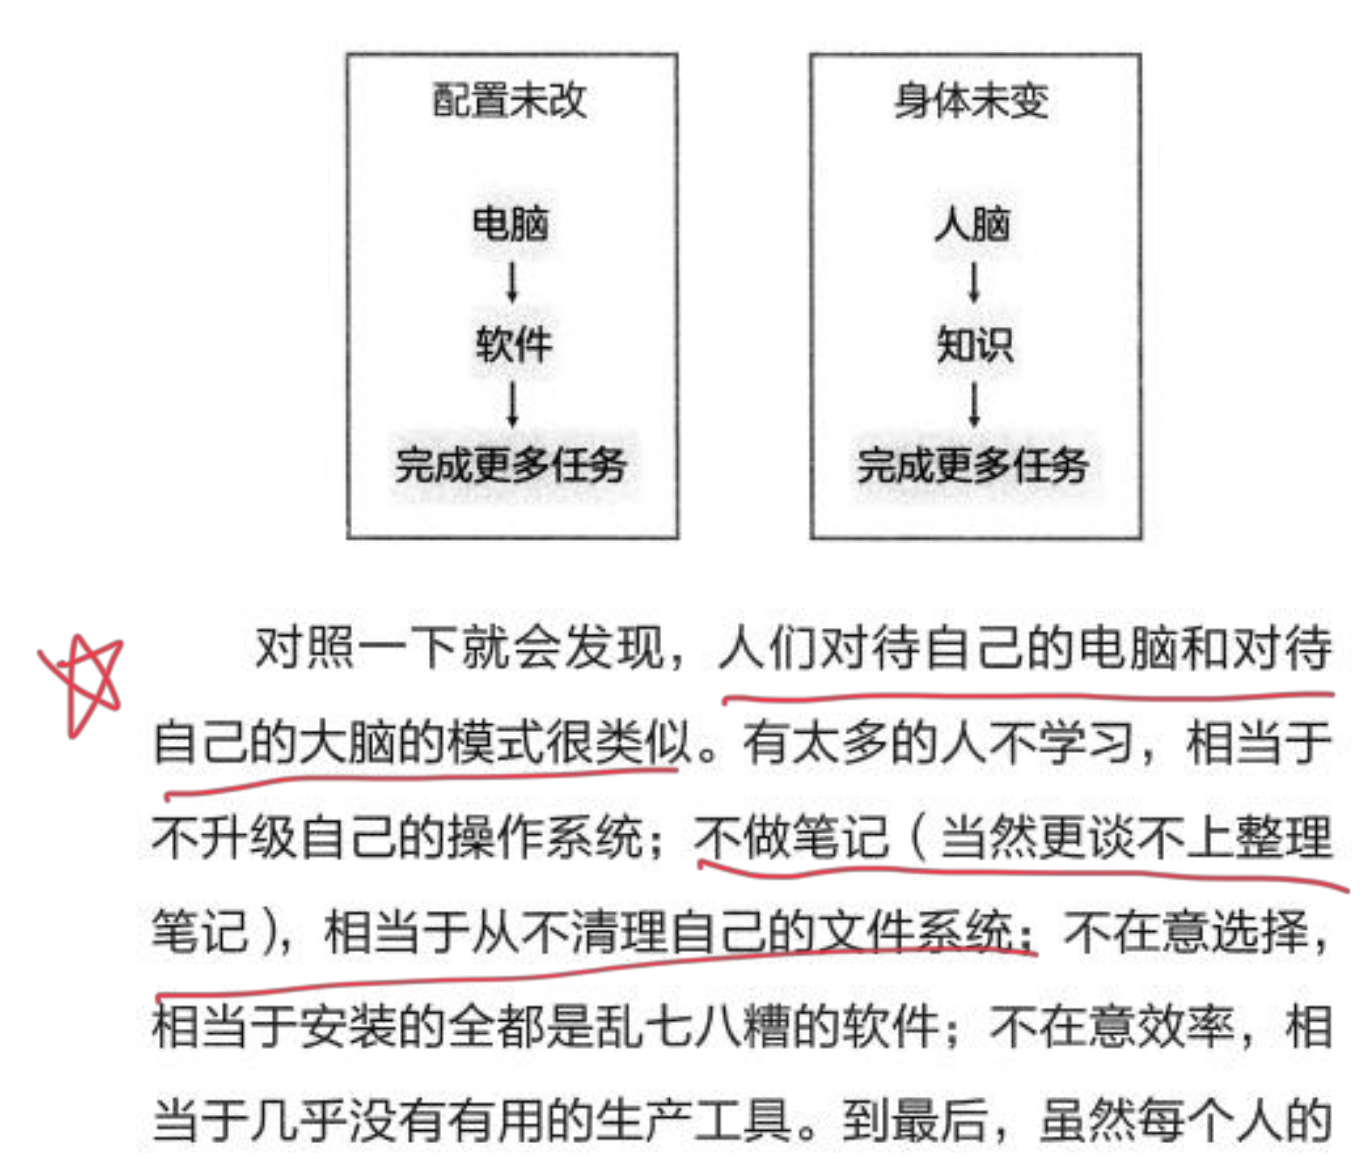 配置未改
电脑
软件
完成更多任务
身体未变
人脑
知识
完成更多任务
对照一下就会发现，人们对待自己的电脑和对待
自己的大脑的模式很类似。有太多的人不学习，相当于
不升级自己的操作系统；不做笔记（当然更谈不上整理
笔记），相当于从不清理自己的文件系统；不在意选择，
相当于安装的全都是乱七八糟的软件；不在意效率，相
当于几乎没有有用的生产工具。到最后，虽然每个人的